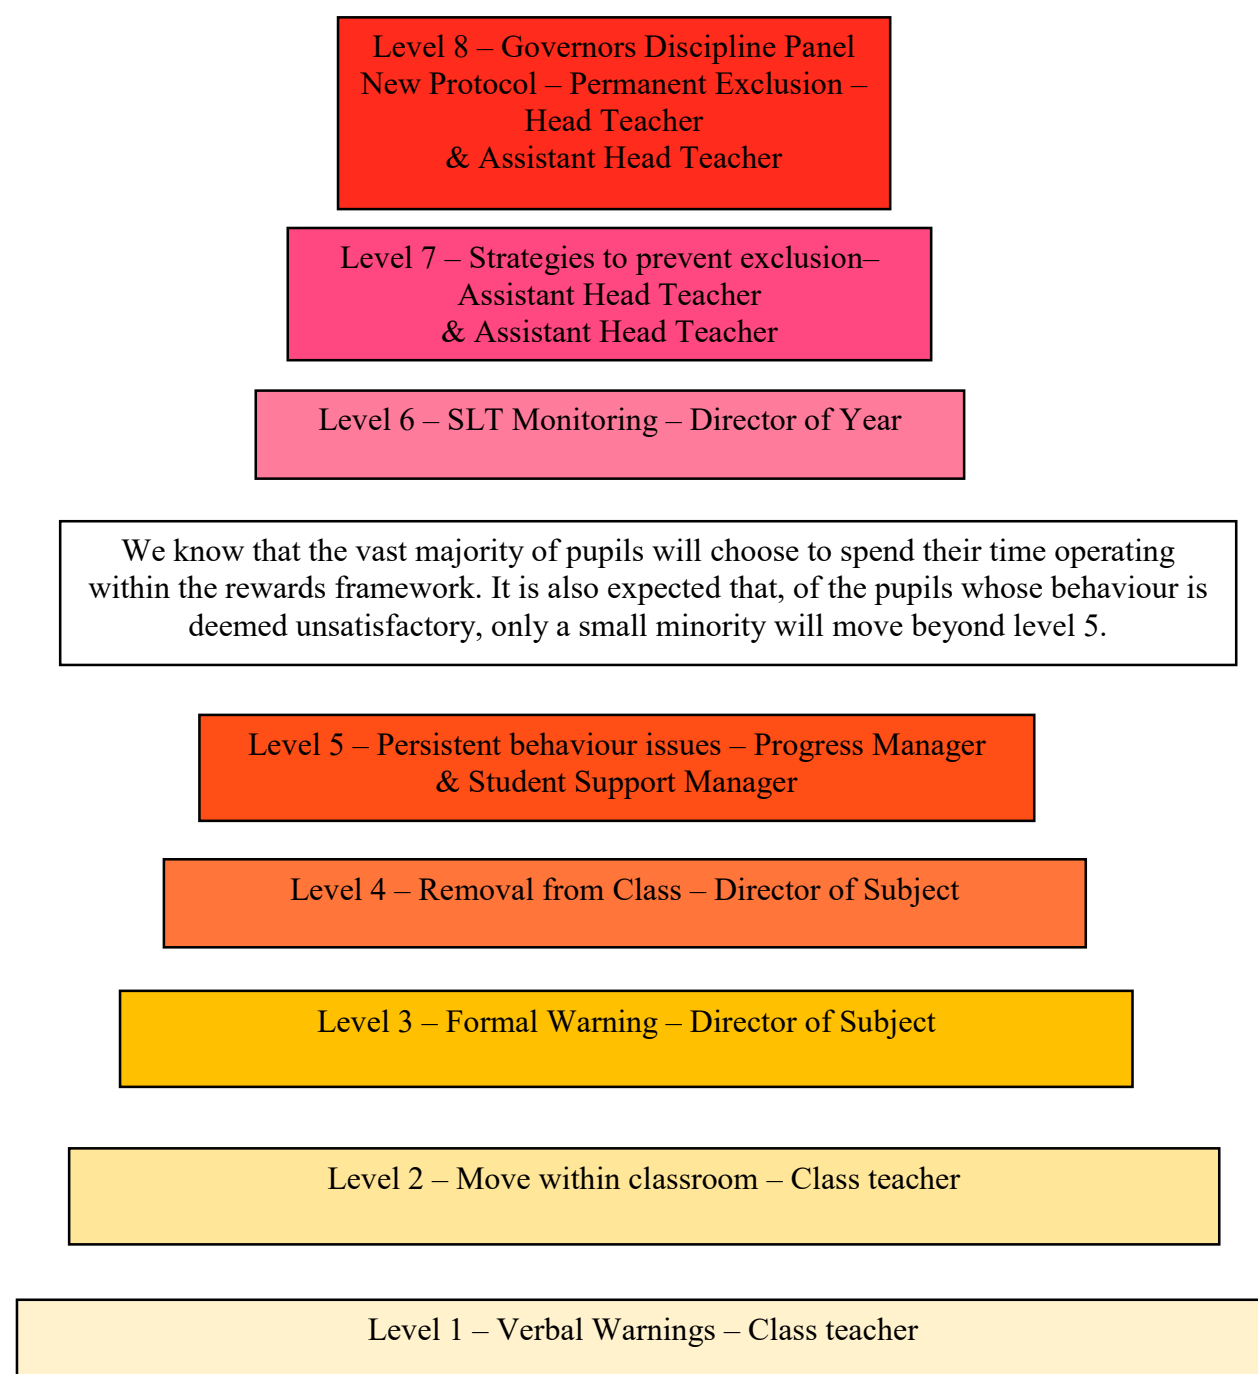 Level 8 – Governors Discipline Panel
New Protocol – Permanent Exclusion –
Head Teacher
& Assistant Head Teacher
Level 7 – Strategies to prevent exclusion–
Assistant Head Teacher
& Assistant Head Teacher
Level 6 – SLT Monitoring – Director of Year
We know that the vast majority of pupils will choose to spend their time operating
within the rewards framework. It is also expected that, of the pupils whose behaviour is
deemed unsatisfactory, only a small minority will move beyond level 5.
Level 5 – Persistent behaviour issues – Progress Manager
& Student Support Manager
Level 4 – Removal from Class – Director of Subject
Level 3 – Formal Warning – Director of Subject
Level 2 – Move within classroom – Class teacher
Level 1 – Verbal Warnings – Class teacher